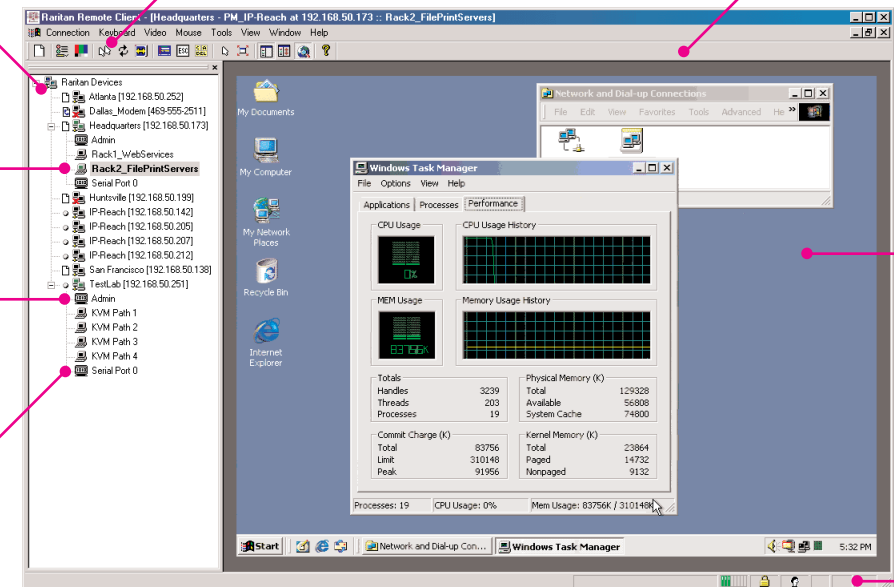 Raritan Remote Client - [Headquarters - PM_IP-Reach at 192.168.50.173 :: Rack2_FilePrintServers]
Connection Keyboard Video Mouse Tools View Window Help
Raritan Devices
Atlanta [192.168.50.252]
Dallas_Modem [469-555-2511]
Headquarters [192.168.50.173]
Admin
Rack1_WebServices
Rack2_FilePrintServers
Serial Port 0
Huntsville [192.168.50.199]
IP-Reach [192.168.50.142]
IP-Reach [192.168.50.205]
IP-Reach [192.168.50.207]
IP-Reach [192.168.50.212]
San Francisco [192.168.50.138]
TestLab [192.168.50.251]
Admin
KVM Path 1
KVM Path 2
KVM Path 3
KVM Path 4
Serial Port 0
My Documents
My Computer
My Network
Places
Recycle Bin
Internet
Explorer
Network and Dial-up Connections
File Edit View Favorites Tools Advanced He »
Windows Task Manager
File Options View Help
Applications Processes Performance
CPU Usage CPU Usage History
0%
MEM Usage Memory Usage History
83756K
Totals
Handles 3239
Threads 203
Processes 19
Physical Memory (K)
Total 129328
Available 56808
System Cache 74800
Commit Charge (K)
Total 83756
Limit 310148
Peak 91956
Kernel Memory (K)
Total 23864
Paged 14732
Nonpaged 9132
Processes: 19 CPU Usage: 0% Mem Usage: 83756K / 310148K
Start Network and Dial-up Con... Windows Task Manager 5:32 PM